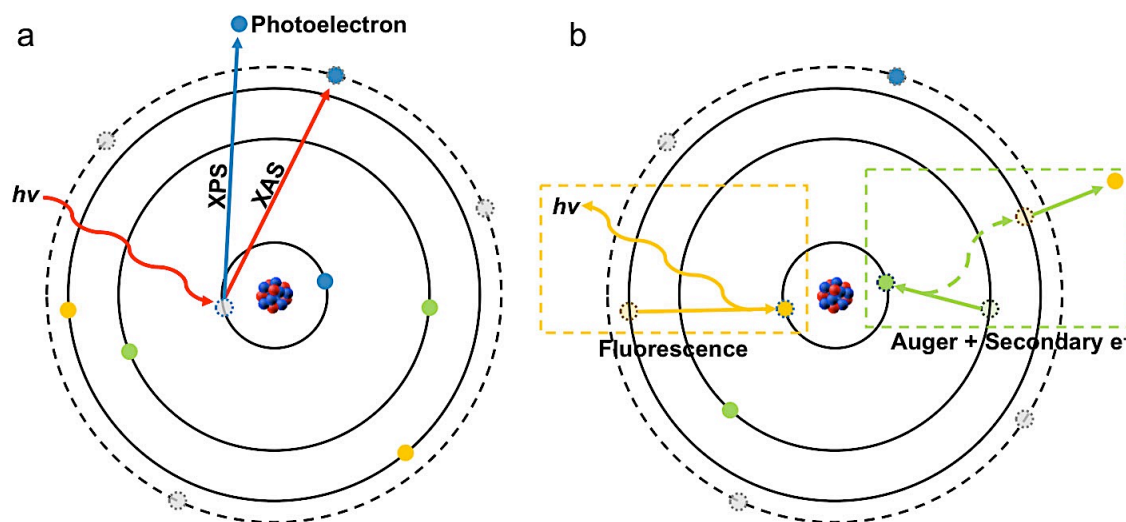 a
Photoelectron
XPS
XAS
hv
b
hv
Fluorescence
Auger + Secondary e